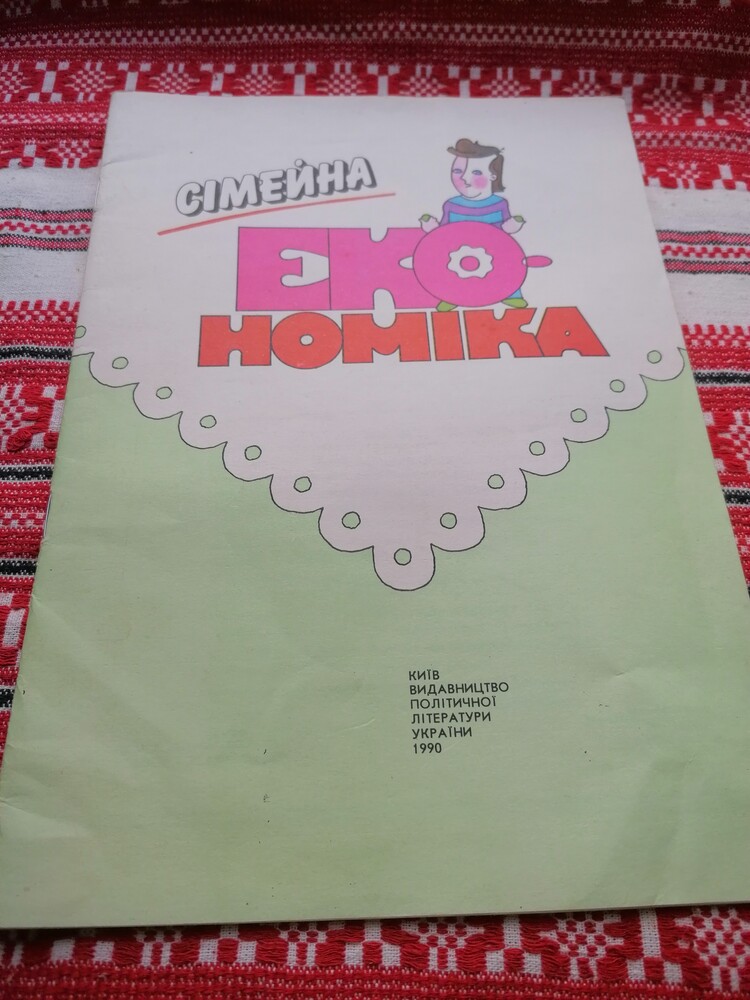 СІМЕЙНА
ЕКО
НОМІКА
КИЇВ
ВИДАВНИЦТВО
ПОЛІТИЧНОЇ
ЛІТЕРАТУРИ
УКРАЇНИ
1990